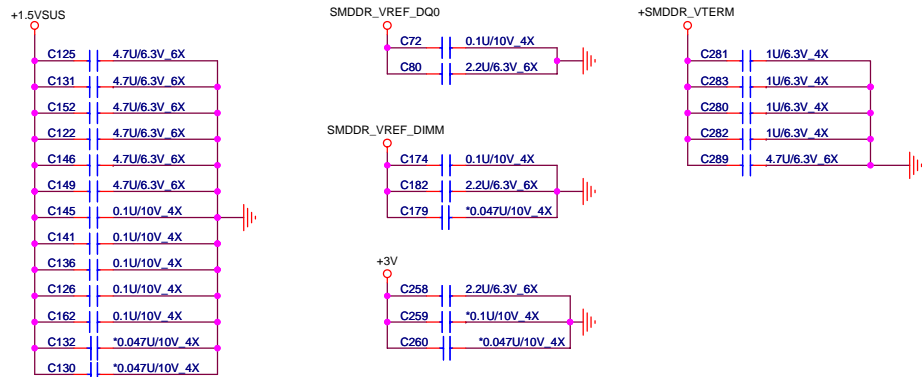 +1.5VSUS
C125 4.7U/6.3V_6X
C131 4.7U/6.3V_6X
C152 4.7U/6.3V_6X
C122 4.7U/6.3V_6X
C146 4.7U/6.3V_6X
C149 4.7U/6.3V_6X
C145 0.1U/10V_4X
C141 0.1U/10V_4X
C136 0.1U/10V_4X
C126 0.1U/10V_4X
C162 0.1U/10V_4X
C132 *0.047U/10V_4X
C130 *0.047U/10V_4X
SMDDR_VREF_DQ0
C72 0.1U/10V_4X
C80 2.2U/6.3V_6X
SMDDR_VREF_DIMM
C174 0.1U/10V_4X
C182 2.2U/6.3V_6X
C179 *0.047U/10V_4X
+3V
C258 2.2U/6.3V_6X
C259 *0.1U/10V_4X
C260 *0.047U/10V_4X
+SMDDR_VTERM
C281 1U/6.3V_4X
C283 1U/6.3V_4X
C280 1U/6.3V_4X
C282 1U/6.3V_4X
C289 4.7U/6.3V_6X